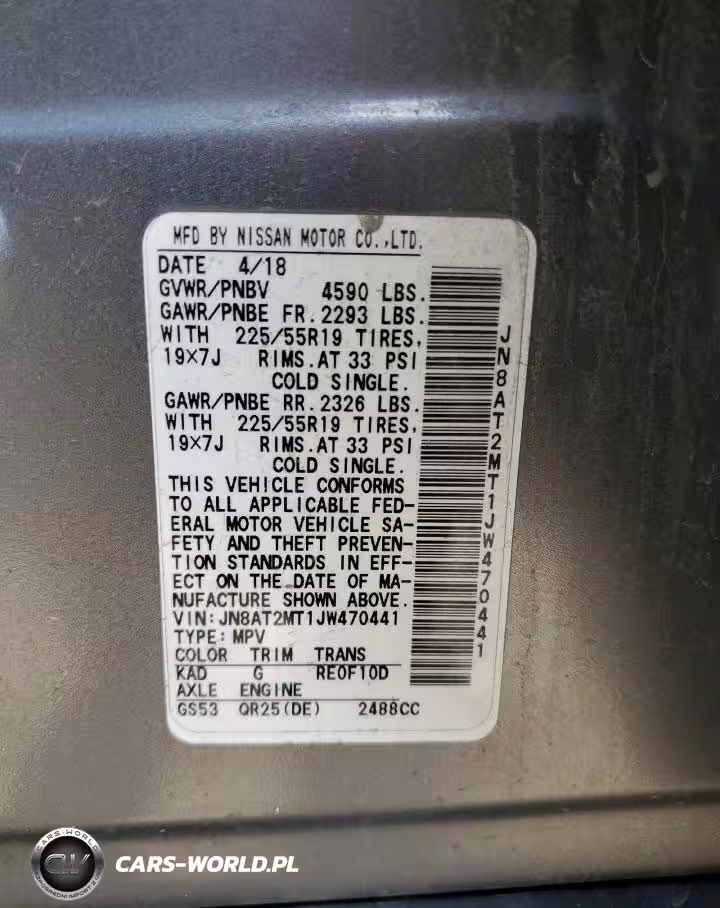 MFD BY NISSAN MOTOR CO.,LTD.
DATE 4/18
GVWR/PNBV 4590 LBS.
GAWR/PNBE FR.2293 LBS.
WITH 225/55R19 TIRES,
19×7J RIMS.AT 33 PSI
COLD SINGLE.
GAWR/PNBE RR.2326 LBS.
WITH 225/55R19 TIRES,
19×7J RIMS.AT 33 PSI
COLD SINGLE.
THIS VEHICLE CONFORMS
TO ALL APPLICABLE FED-
ERAL MOTOR VEHICLE SA-
FETY AND THEFT PREVEN-
TION STANDARDS IN EFF-
ECT ON THE DATE OF MA-
NUFACTURE SHOWN ABOVE.
VIN:JN8AT2MT1JW470441
TYPE:MPV
COLOR TRIM TRANS
KAD G RE0F10D
AXLE ENGINE
GS53 QR25(DE) 2488CC
JN8AT2MT1JW470441
CARS-WORLD
CW
CARS-WORLD.PL